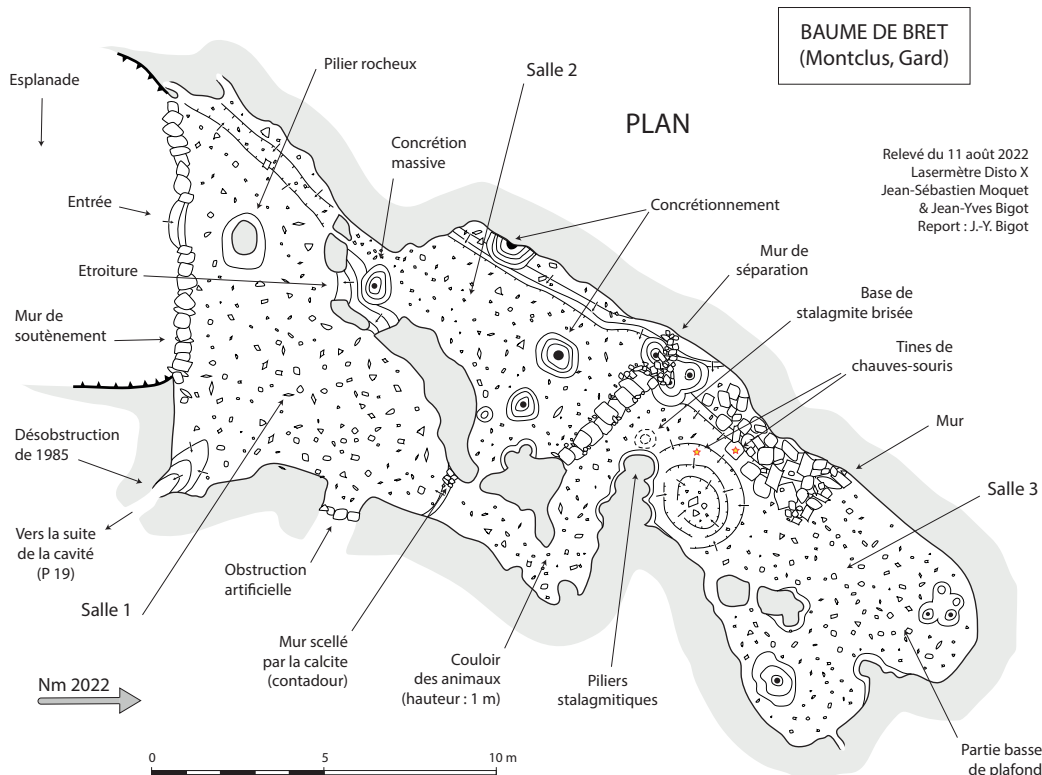 BAUME DE BRET
(Montclus, Gard)
PLAN
Relevé du 11 août 2022
Lasermètre Disto X
Jean-Sébastien Moquet
& Jean-Yves Bigot
Report : J.-Y. Bigot
Esplanade
Pilier rocheux
Salle 2
Concrétion
massive
Concrétionnement
Entrée
Mur de
séparation
Etroiture
Base de
stalagmite brisée
Mur de
soutènement
Tines de
chauves-souris
Désobstruction
de 1985
Mur
Salle 3
Vers la suite
de la cavité
(P 19)
Obstruction
artificielle
Salle 1
Mur scellé
par la calcite
(contadour)
Couloir
des animaux
(hauteur : 1 m)
Piliers
stalagmitiques
Nm 2022
Partie basse
de plafond
0 5 10 m